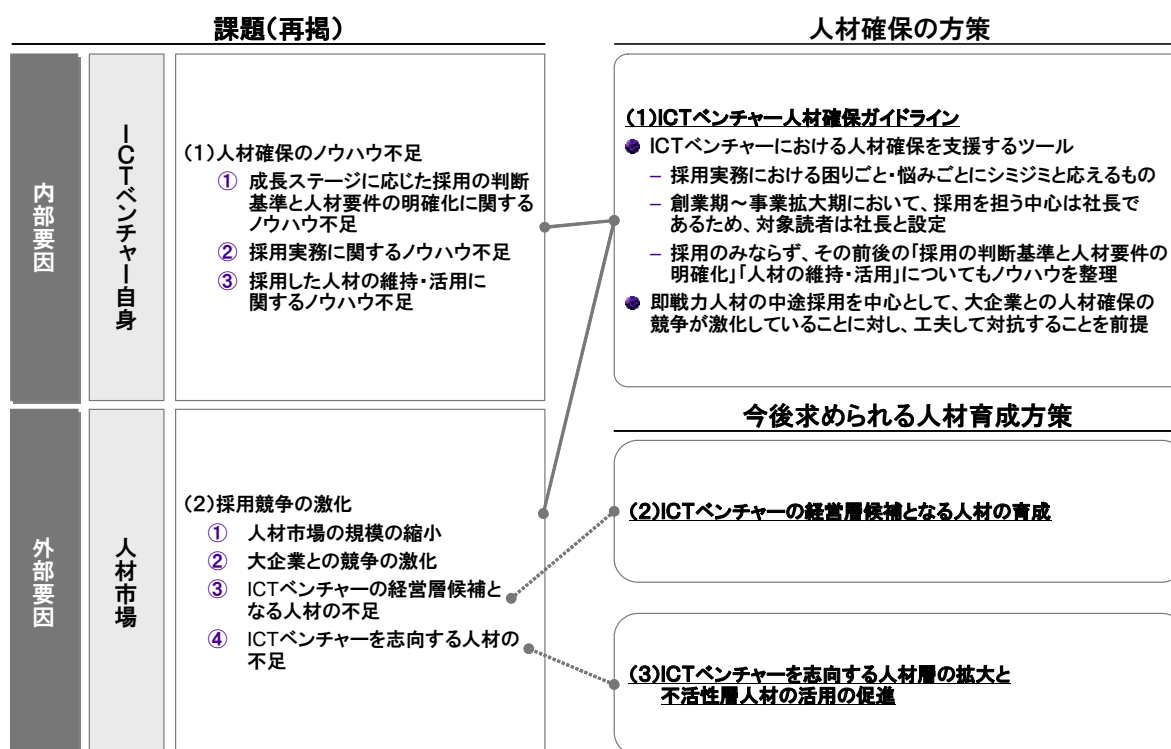 課題(再掲)
人材確保の方策
内部要因
ICTベンチャー自身
(1)人材確保のノウハウ不足
① 成長ステージに応じた採用の判断
基準と人材要件の明確化に関する
ノウハウ不足
② 採用実務に関するノウハウ不足
③ 採用した人材の維持・活用に
関するノウハウ不足
(1)ICTベンチャー人材確保ガイドライン
● ICTベンチャーにおける人材確保を支援するツール
– 採用実務における困りごと・悩みごとにシミジミと応えるもの
– 創業期～事業拡大期において、採用を担う中心は社長で
あるため、対象読者は社長と設定
– 採用のみならず、その前後の「採用の判断基準と人材要件の
明確化」「人材の維持・活用」についてもノウハウを整理
● 即戦力人材の中途採用を中心として、大企業との人材確保の
競争が激化していることに対し、工夫して対抗することを前提
外部要因
人材市場
(2)採用競争の激化
① 人材市場の規模の縮小
② 大企業との競争の激化
③ ICTベンチャーの経営層候補と
なる人材の不足
④ ICTベンチャーを志向する人材の
不足
今後求められる人材育成方策
(2)ICTベンチャーの経営層候補となる人材の育成
(3)ICTベンチャーを志向する人材層の拡大と
不活性層人材の活用の促進